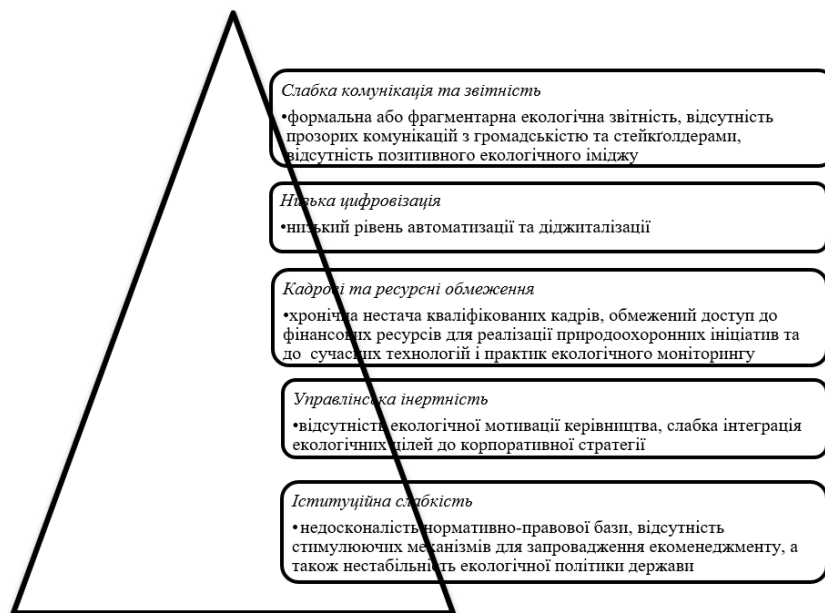 Слабка комунікація та звітність
•формальна або фрагментарна екологічна звітність, відсутність
прозорих комунікацій з громадськістю та стейкґолдерами,
відсутність позитивного екологічного іміджу
Низька цифровізація
•низький рівень автоматизації та діджиталізації
Кадрові та ресурсні обмеження
•хронічна нестача кваліфікованих кадрів, обмежений доступ до
фінансових ресурсів для реалізації природоохоронних ініціатив та
до сучасних технологій і практик екологічного моніторингу
Управлінська інертність
•відсутність екологічної мотивації керівництва, слабка інтеграція
екологічних цілей до корпоративної стратегії
Іституційна слабкість
•недосконалість нормативно-правової бази, відсутність
стимулюючих механізмів для запровадження екоменеджменту, а
також нестабільність екологічної політики держави